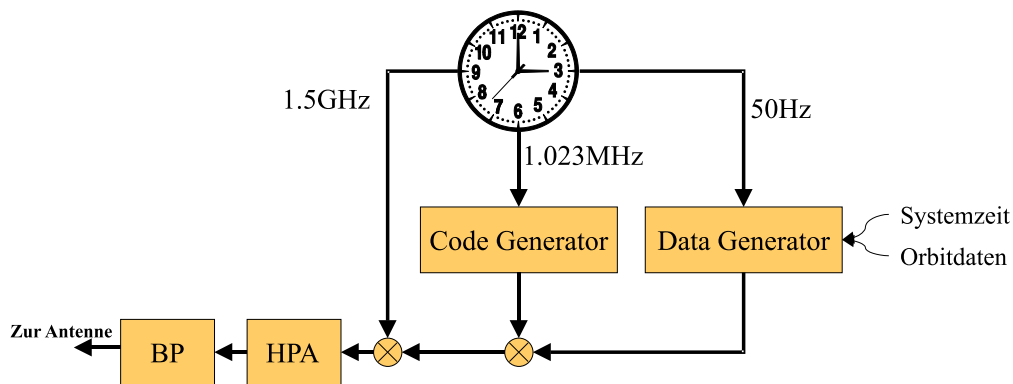 12
11
1
10
2
9
3
8
4
7
5
6
1.5GHz
50Hz
1.023MHz
Code Generator
Data Generator
Systemzeit
Orbitdaten
Zur Antenne
BP
HPA